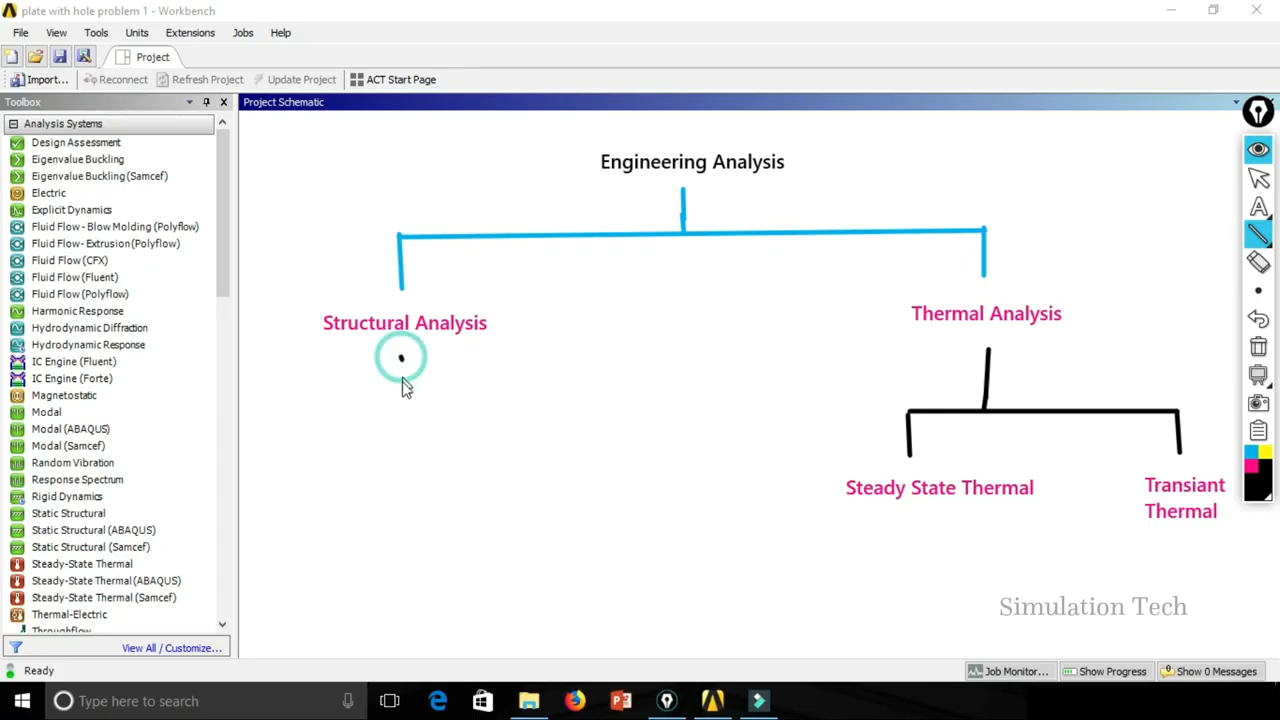 plate with hole problem 1 - Workbench
File View Tools Units Extensions Jobs Help
Project
Import... Reconnect Refresh Project Update Project ACT Start Page
Toolbox
Project Schematic
Analysis Systems
Design Assessment
Eigenvalue Buckling
Eigenvalue Buckling (Samcef)
Electric
Explicit Dynamics
Fluid Flow - Blow Molding (Polyflow)
Fluid Flow - Extrusion (Polyflow)
Fluid Flow (CFX)
Fluid Flow (Fluent)
Fluid Flow (Polyflow)
Harmonic Response
Hydrodynamic Diffraction
Hydrodynamic Response
IC Engine (Fluent)
IC Engine (Forte)
Magnetostatic
Modal
Modal (ABAQUS)
Modal (Samcef)
Random Vibration
Response Spectrum
Rigid Dynamics
Static Structural
Static Structural (ABAQUS)
Static Structural (Samcef)
Steady-State Thermal
Steady-State Thermal (ABAQUS)
Steady-State Thermal (Samcef)
Thermal-Electric
Throughflow
View All / Customize...
Engineering Analysis
Structural Analysis
Thermal Analysis
Steady State Thermal
Transiant
Thermal
A
Simulation Tech
Ready
Job Monitor... Show Progress Show 0 Messages
Type here to search